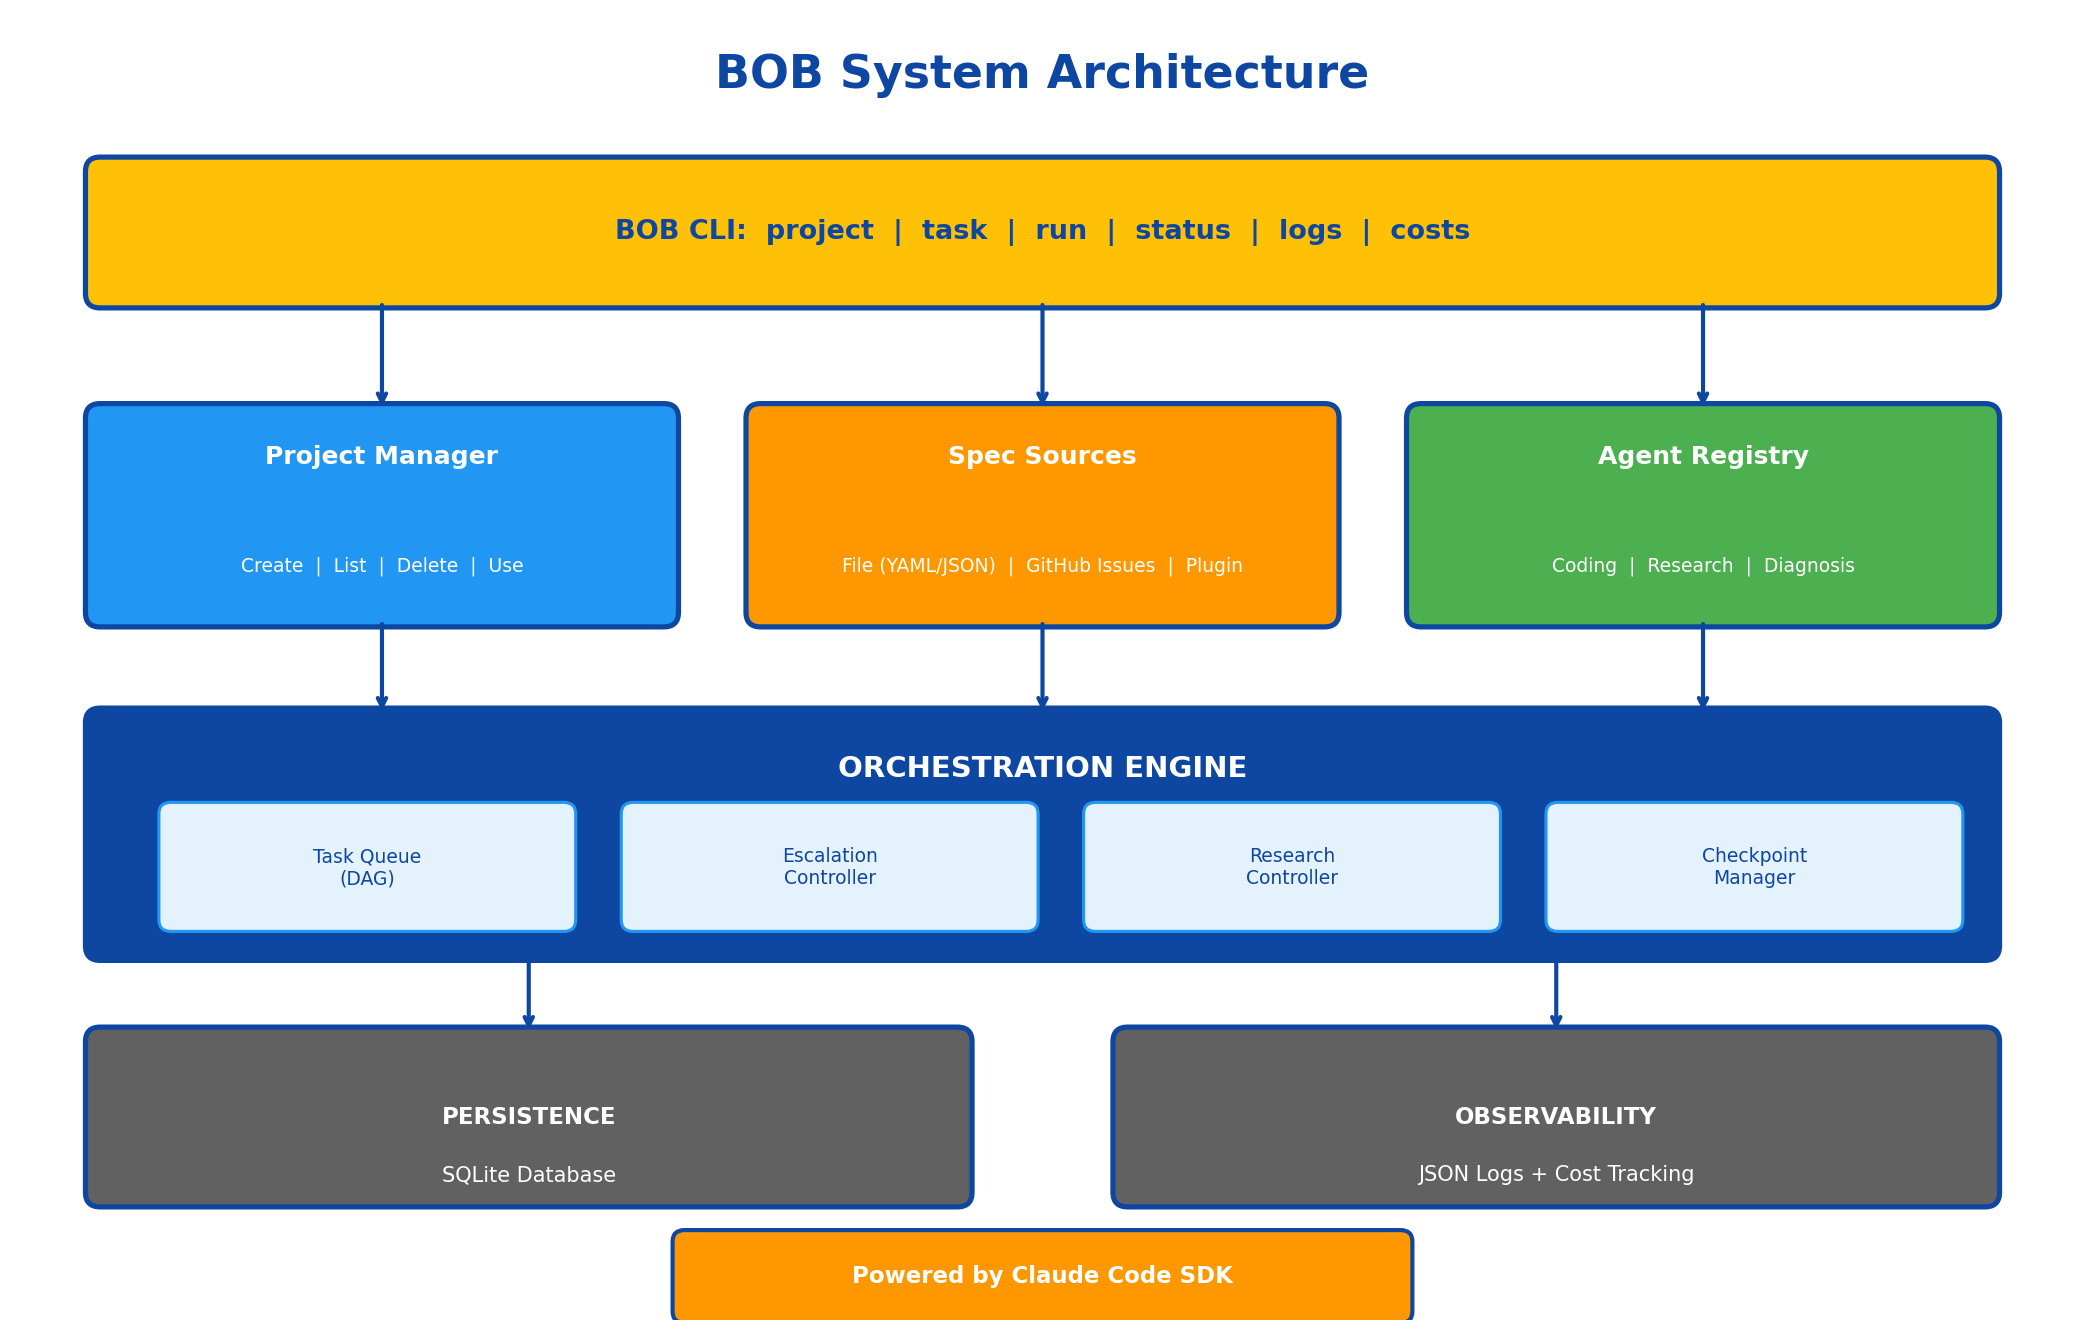 BOB System Architecture
BOB CLI: project | task | run | status | logs | costs
Project Manager
Create | List | Delete | Use
Spec Sources
File (YAML/JSON) | GitHub Issues | Plugin
Agent Registry
Coding | Research | Diagnosis
ORCHESTRATION ENGINE
Task Queue
(DAG)
Escalation
Controller
Research
Controller
Checkpoint
Manager
PERSISTENCE
SQLite Database
OBSERVABILITY
JSON Logs + Cost Tracking
Powered by Claude Code SDK